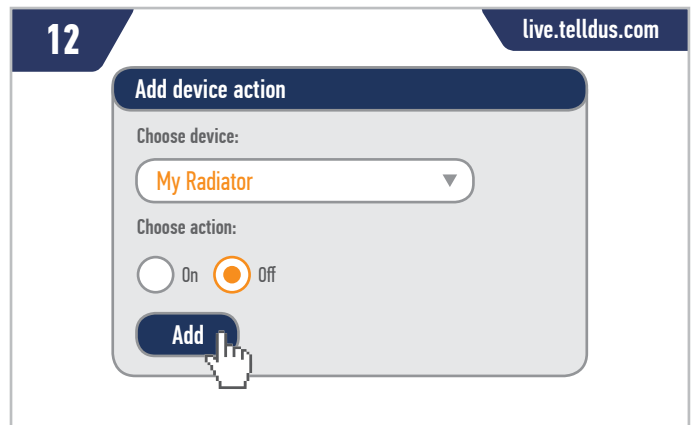 12
live.telldus.com
Add device action
Choose device:
My Radiator
Choose action:
On Off
Add